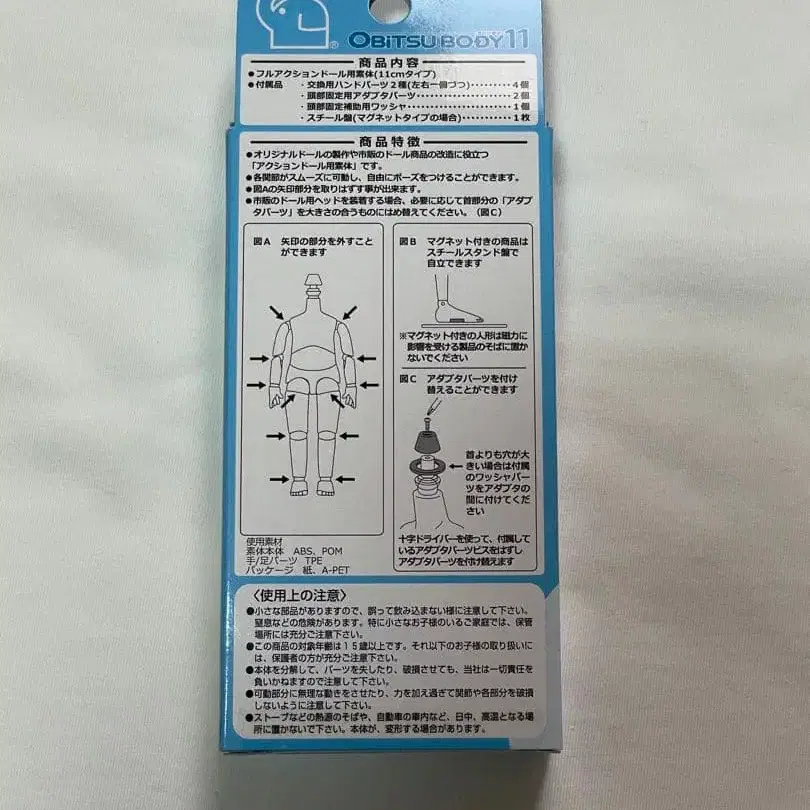 ® OBITSU BODY 11
商品内容
●フルアクションドール用素体(11cmタイプ)
●付属品 ・交換用ハンドパーツ２種(左右一個づつ)‥‥‥‥４個
・頭部固定用アダプタパーツ‥‥‥‥‥‥‥２個
・頭部固定補助用ワッシャ‥‥‥‥‥‥‥‥１個
・スチール盤(マグネットタイプの場合)‥‥‥‥‥１枚
商品特徴
●オリジナルドールの製作や市販のドール商品の改造に役立つ
「アクションドール用素体」です。
●各関節がスムーズに可動し、自由にポーズをつけることができます。
●図Aの矢印部分を取りはずす事が出来ます。
●市販のドール用ヘッドを装着する場合、必要に応じて首部分の「アダプ
タパーツ」を大きさの合うものにはめ替えてください。（図Ｃ）
図A 矢印の部分を外すこと
ができます
図B マグネット付きの商品は
スチールスタンド盤で
自立できます
※マグネット付きの人形は磁力に
影響を受ける製品のそばに置か
ないでください
図C アダプタパーツを付け
替えることができます
首よりも穴が大
きい場合は付属
のワッシャパー
ツをアダプタの
間に付けてくだ
さい
十字ドライバーを使って、付属して
いるアダプタパーツビスをはずし
アダプタパーツを付け替えます
使用素材
素体本体 ABS、POM
手/足パーツ TPE
パッケージ 紙、A-PET
〈使用上の注意〉
●小さな部品がありますので、誤って飲み込まない様に注意して下さい。
窒息などの危険があります。特に小さなお子様のいるご家庭では、保管
場所には充分ご注意下さい。
●この商品の対象年齢は１５歳以上です。それ以下のお子様の取り扱いに
は、保護者の方が充分ご注意下さい。
●本体を分解して、パーツを失したり、破損させても、当社は一切責任を
負いかねますので注意して下さい。
●可動部分に無理な動きをさせたり、力を加え過ぎて関節や各部分を破損
しないように注意して下さい。
●ストーブなどの熱源のそばや、自動車の車内など、日中、高温となる場
所に置かないで下さい。本体が、変形する場合があります。